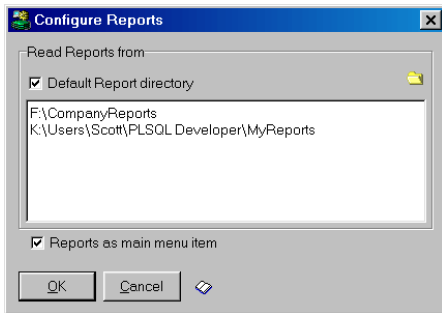 Configure Reports
Read Reports from
Default Report directory
F:\CompanyReports
K:\Users\Scott\PLSQL Developer\MyReports
Reports as main menu item
OK
Cancel